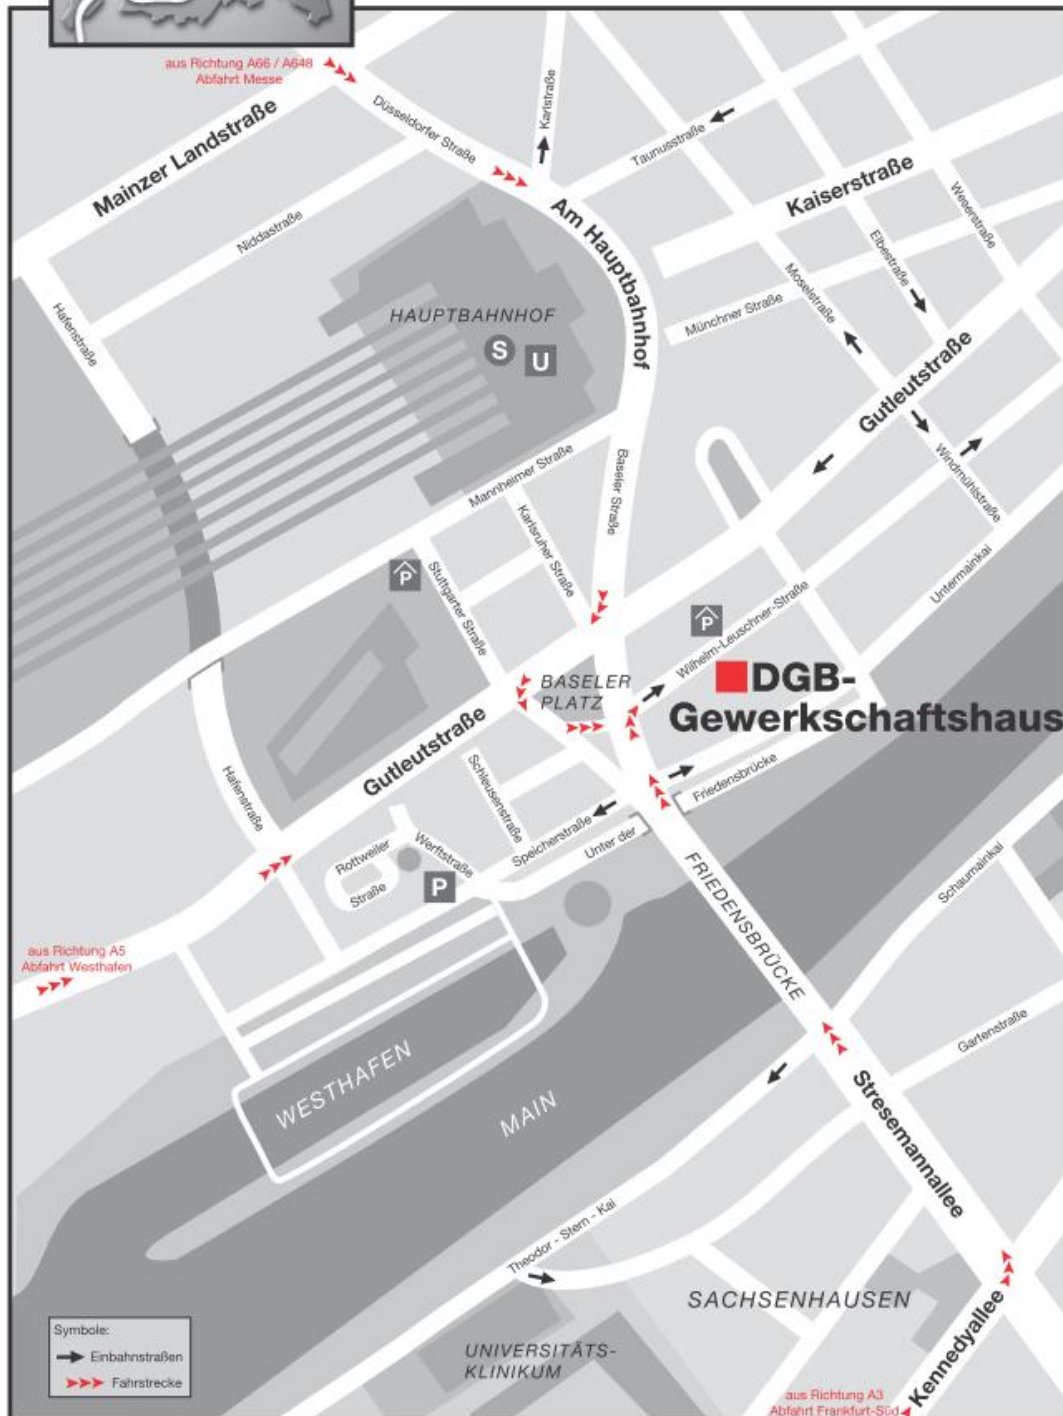 aus Richtung A66 / A648
Abfahrt Messe
Mainzer Landstraße
Düsseldorfer Straße
Karlstraße
Taunusstraße
Kaiserstraße
Weserstraße
Niddastraße
Am Hauptbahnhof
Elbestraße
Moselstraße
Münchner Straße
Hafenstraße
HAUPTBAHNHOF
S
U
Gutleutstraße
Mannheimer Straße
Baseler Straße
Windmühlstraße
Karlsruher Straße
Untermainkai
P
Stuttgarter Straße
P
Wilhelm-Leuschner-Straße
BASELER
PLATZ
DGB-
Gewerkschaftshaus
Gutleutstraße
Schleusenstraße
Friedensbrücke
Hafenstraße
Speicherstraße
Unter der
Rottweiler
Straße
Werftstraße
P
FRIEDENSBRÜCKE
Schaumainkai
aus Richtung A5
Abfahrt Westhafen
Gartenstraße
WESTHAFEN
MAIN
Stresemannallee
Theodor - Stern - Kai
SACHSENHAUSEN
Kennedyallee
UNIVERSITÄTS-
KLINIKUM
Symbole:
Einbahnstraßen
Fahrstrecke
aus Richtung A3
Abfahrt Frankfurt-Süd